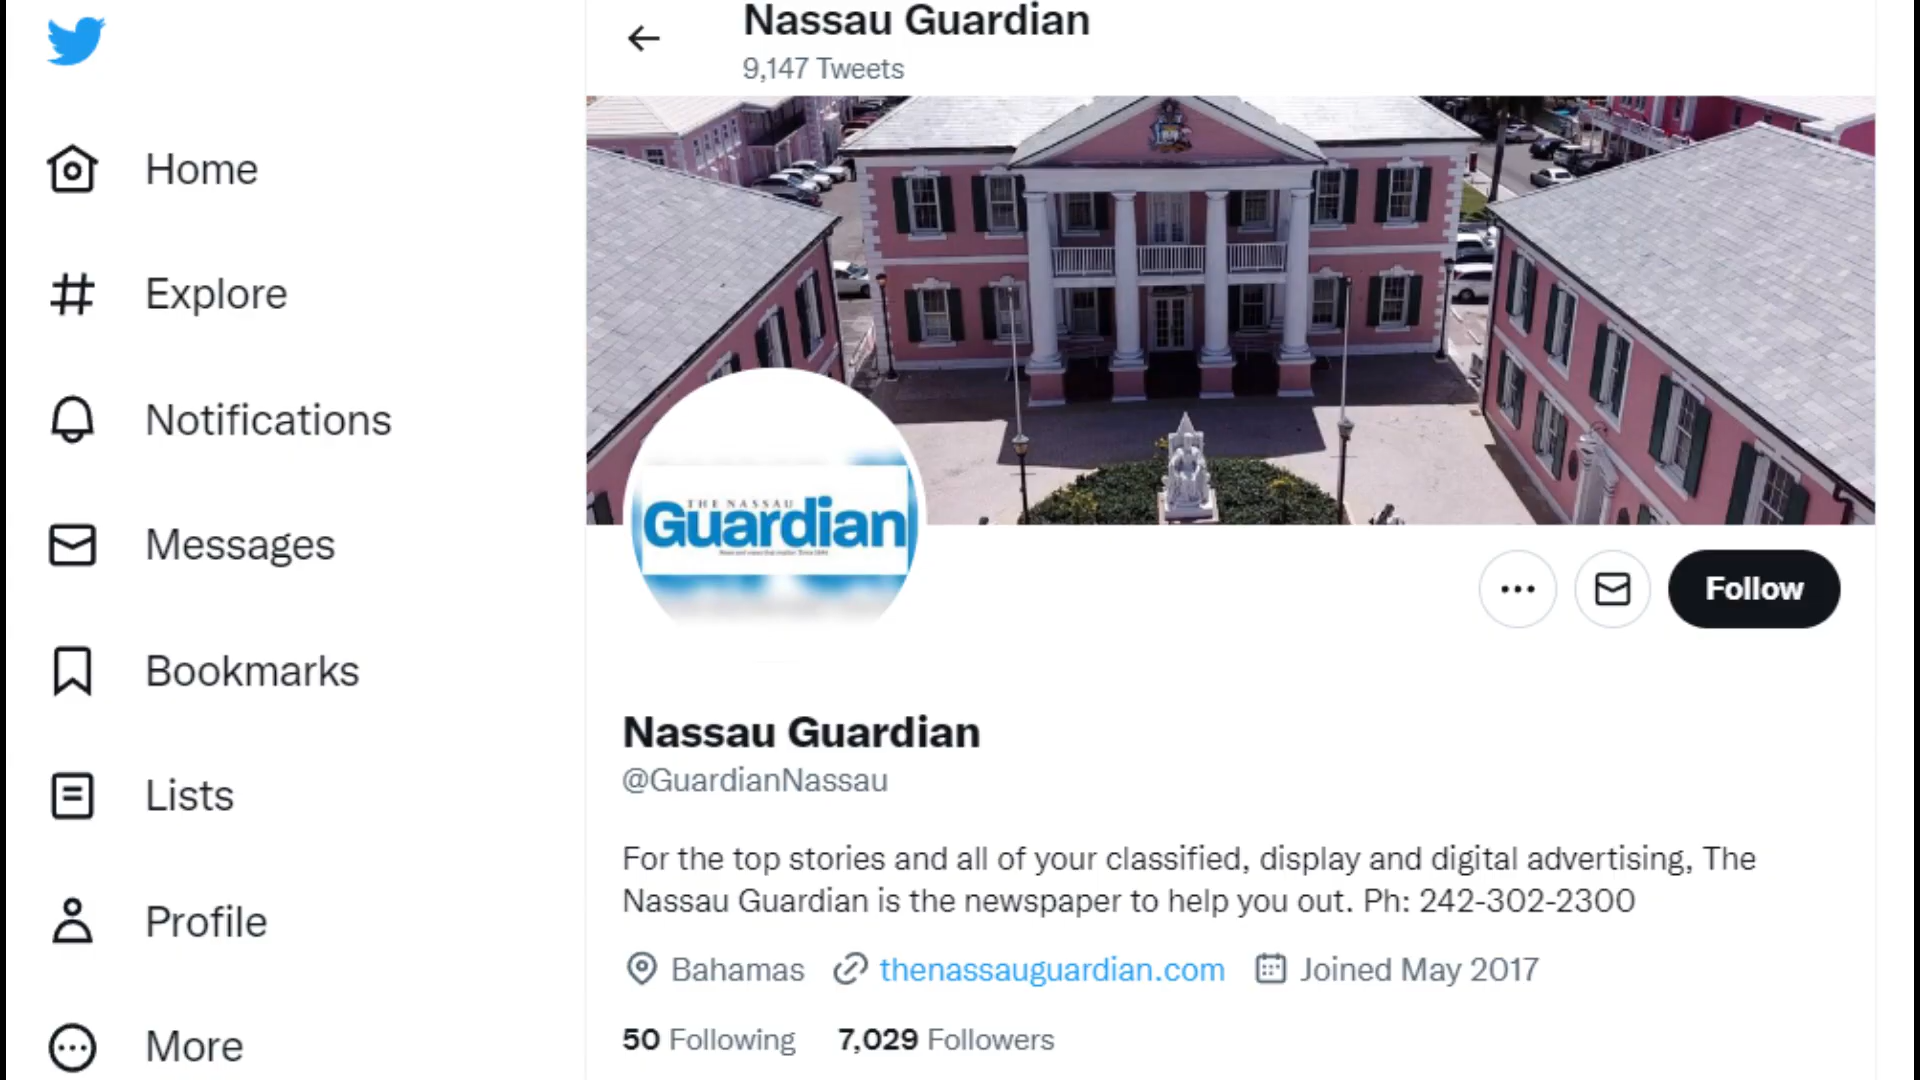 Nassau Guardian
9,147 Tweets
Home
Explore
Notifications
Messages
Bookmarks
Lists
Profile
More
THE NASSAU
Guardian
Follow
Nassau Guardian
@GuardianNassau
For the top stories and all of your classified, display and digital advertising, The
Nassau Guardian is the newspaper to help you out. Ph: 242-302-2300
Bahamas thenassauguardian.com Joined May 2017
50 Following 7,029 Followers